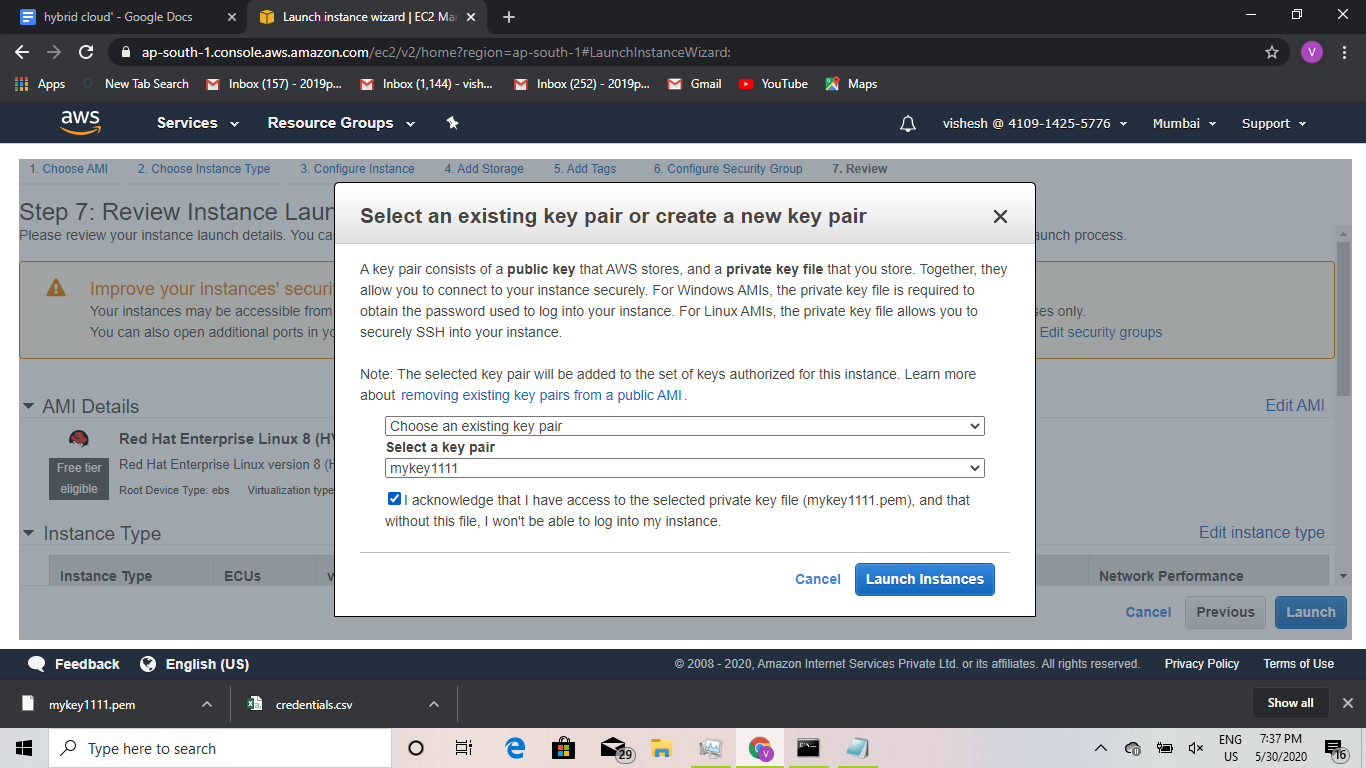 hybrid cloud' - Google Docs
Launch instance wizard | EC2 Mar
ap-south-1.console.aws.amazon.com/ec2/v2/home?region=ap-south-1#LaunchInstanceWizard:
V
Apps
New Tab Search
Inbox (157) - 2019p...
Inbox (1,144) - vish...
Inbox (252) - 2019p...
Gmail
YouTube
Maps
aws
Services
Resource Groups
vishesh @ 4109-1425-5776
Mumbai
Support
1. Choose AMI
2. Choose Instance Type
3. Configure Instance
4. Add Storage
5. Add Tags
6. Configure Security Group
7. Review
Step 7: Review Instance Laun
Please review your instance launch details. You ca
aunch process.
Improve your instances' securi
Your instances may be accessible from
ses only.
You can also open additional ports in yo
Edit security groups
AMI Details
Edit AMI
Red Hat Enterprise Linux 8 (HV
Free tier
eligible
Red Hat Enterprise Linux version 8 (H
Root Device Type: ebs
Virtualization type
Instance Type
Edit instance type
Instance Type
ECUs
v
Network Performance
Cancel
Previous
Launch
Select an existing key pair or create a new key pair
A key pair consists of a public key that AWS stores, and a private key file that you store. Together, they
allow you to connect to your instance securely. For Windows AMIs, the private key file is required to
obtain the password used to log into your instance. For Linux AMIs, the private key file allows you to
securely SSH into your instance.
Note: The selected key pair will be added to the set of keys authorized for this instance. Learn more
about removing existing key pairs from a public AMI.
Choose an existing key pair
Select a key pair
mykey1111
I acknowledge that I have access to the selected private key file (mykey1111.pem), and that
without this file, I won't be able to log into my instance.
Cancel
Launch Instances
Feedback
English (US)
© 2008 - 2020, Amazon Internet Services Private Ltd. or its affiliates. All rights reserved.
Privacy Policy
Terms of Use
mykey1111.pem
credentials.csv
Show all
Type here to search
29
V
ENG
US
7:37 PM
5/30/2020
16